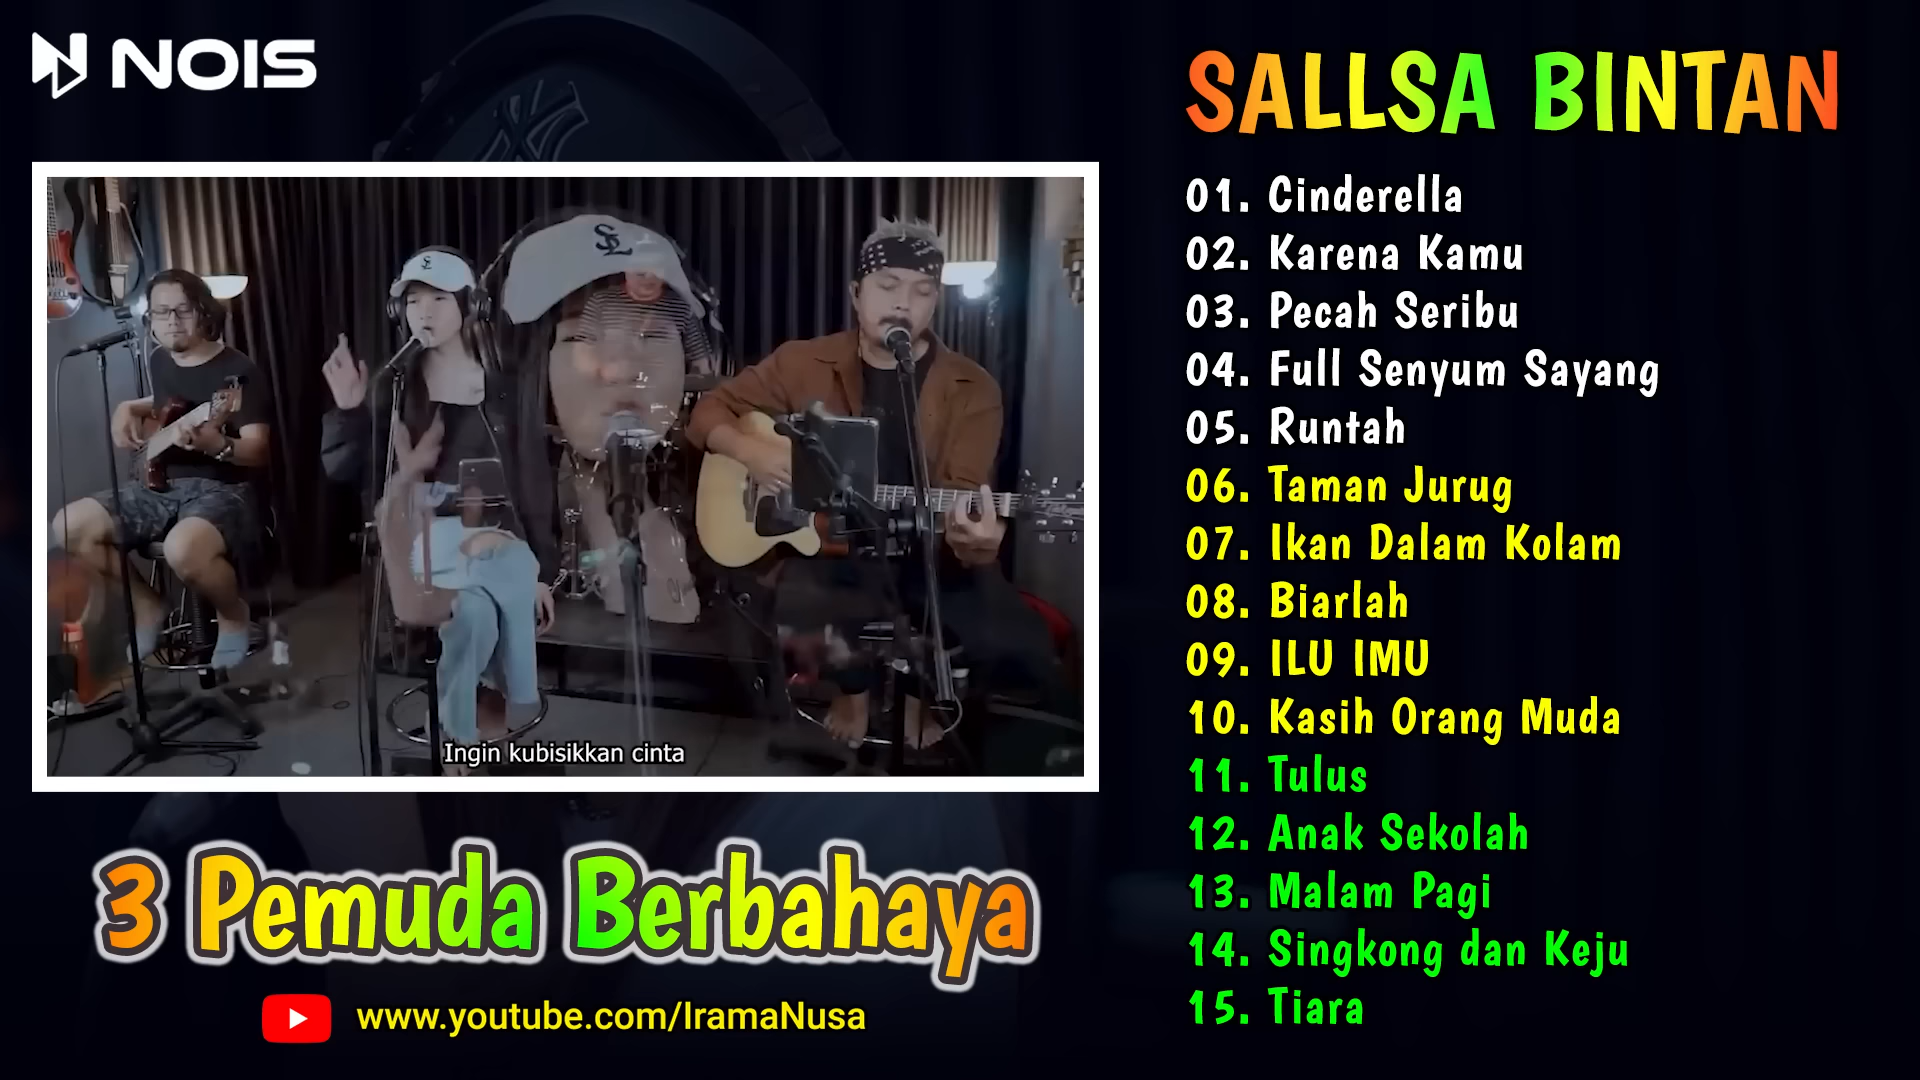 NOIS
SALLSA BINTAN
01. Cinderella
02. Karena Kamu
03. Pecah Seribu
04. Full Senyum Sayang
05. Runtah
06. Taman Jurug
07. Ikan Dalam Kolam
08. Biarlah
09. ILU IMU
10. Kasih Orang Muda
11. Tulus
12. Anak Sekolah
13. Malam Pagi
14. Singkong dan Keju
15. Tiara
Ingin kubisikkan cinta
3 Pemuda Berbahaya
www.youtube.com/IramaNusa